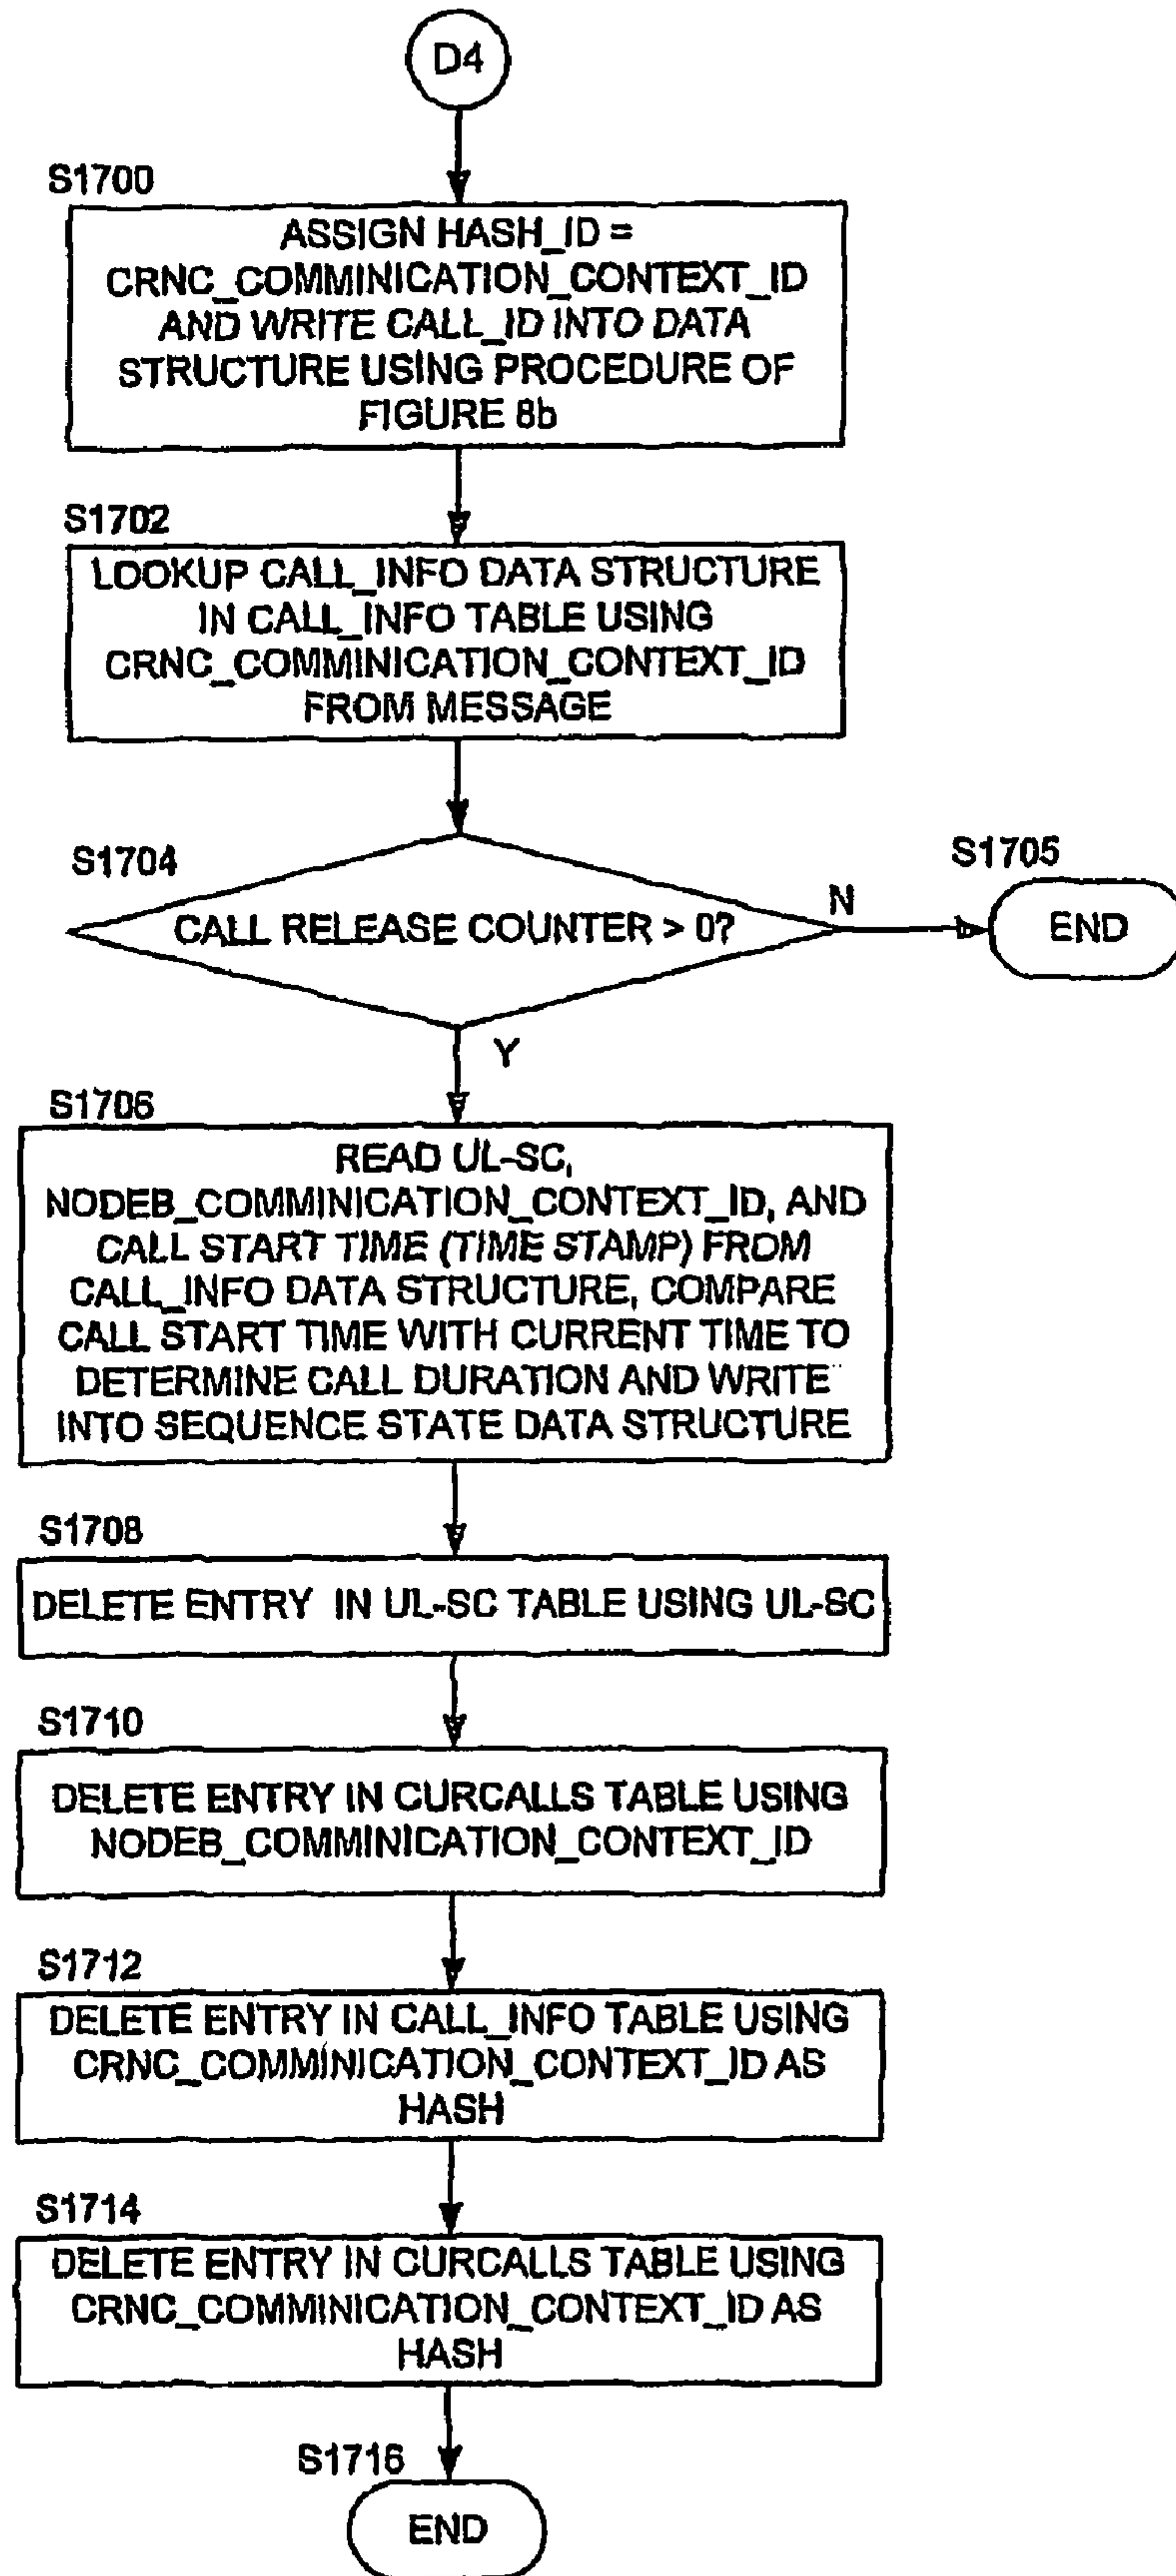 D4
S1700
ASSIGN HASH_ID =
CRNC_COMMINICATION_CONTEXT_ID
AND WRITE CALL_ID INTO DATA
STRUCTURE USING PROCEDURE OF
FIGURE 8b
S1702
LOOKUP CALL_INFO DATA STRUCTURE
IN CALL_INFO TABLE USING
CRNC_COMMINICATION_CONTEXT_ID
FROM MESSAGE
S1704
CALL RELEASE COUNTER > 0?
N
S1705
END
Y
S1706
READ UL-SC,
NODEB_COMMINICATION_CONTEXT_ID, AND
CALL START TIME (TIME STAMP) FROM
CALL_INFO DATA STRUCTURE, COMPARE
CALL START TIME WITH CURRENT TIME TO
DETERMINE CALL DURATION AND WRITE
INTO SEQUENCE STATE DATA STRUCTURE
S1708
DELETE ENTRY IN UL-SC TABLE USING UL-SC
S1710
DELETE ENTRY IN CURCALLS TABLE USING
NODEB_COMMINICATION_CONTEXT_ID
S1712
DELETE ENTRY IN CALL_INFO TABLE USING
CRNC_COMMINICATION_CONTEXT_ID AS
HASH
S1714
DELETE ENTRY IN CURCALLS TABLE USING
CRNC_COMMINICATION_CONTEXT_ID AS
HASH
S1716
END